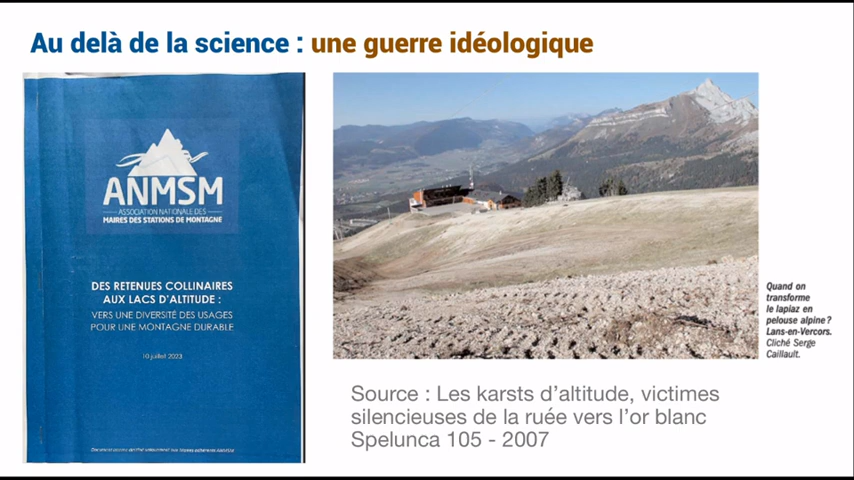 Au delà de la science : une guerre idéologique
ANMSM
ASSOCIATION NATIONALE DES
MAIRES DES STATIONS DE MONTAGNE
DES RETENUES COLLINAIRES
AUX LACS D'ALTITUDE :
VERS UNE DIVERSITÉ DES USAGES
POUR UNE MONTAGNE DURABLE
10 juillet 2023
Quand on
transforme
le lapiaz en
pelouse alpine?
Lans-en-Vercors.
Cliché Serge
Caillault.
Source : Les karsts d'altitude, victimes
silencieuses de la ruée vers l'or blanc
Spelunca 105 - 2007